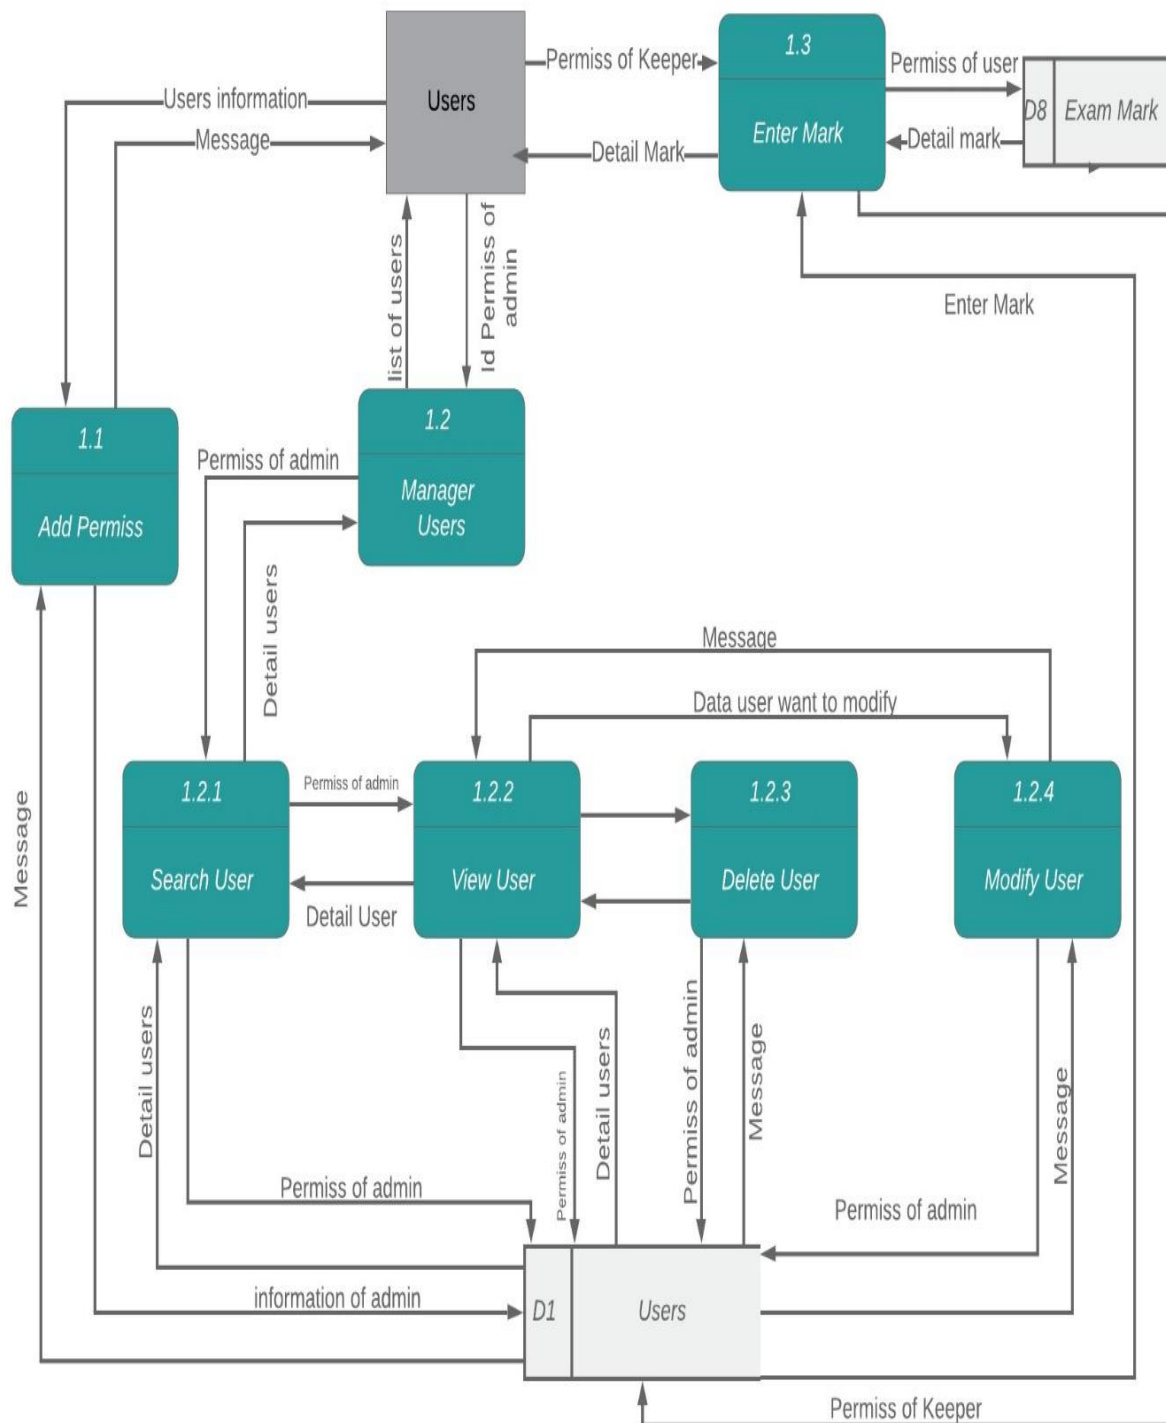 1.3
Permiss of Keeper
Permiss of user
Users information
Users
D8
Exam Mark
Message
Enter Mark
Detail Mark
Detail mark
list of users
Id Permiss of
admin
Enter Mark
1.1
1.2
Permiss of admin
Manager
Users
Add Permiss
Detail users
Message
Data user want to modify
1.2.1
Permiss of admin
1.2.2
1.2.3
1.2.4
Message
Search User
View User
Delete User
Modify User
Detail User
Detail users
Permiss of admin
Detail users
Permiss of admin
Message
Message
Permiss of admin
Permiss of admin
information of admin
D1
Users
Permiss of Keeper